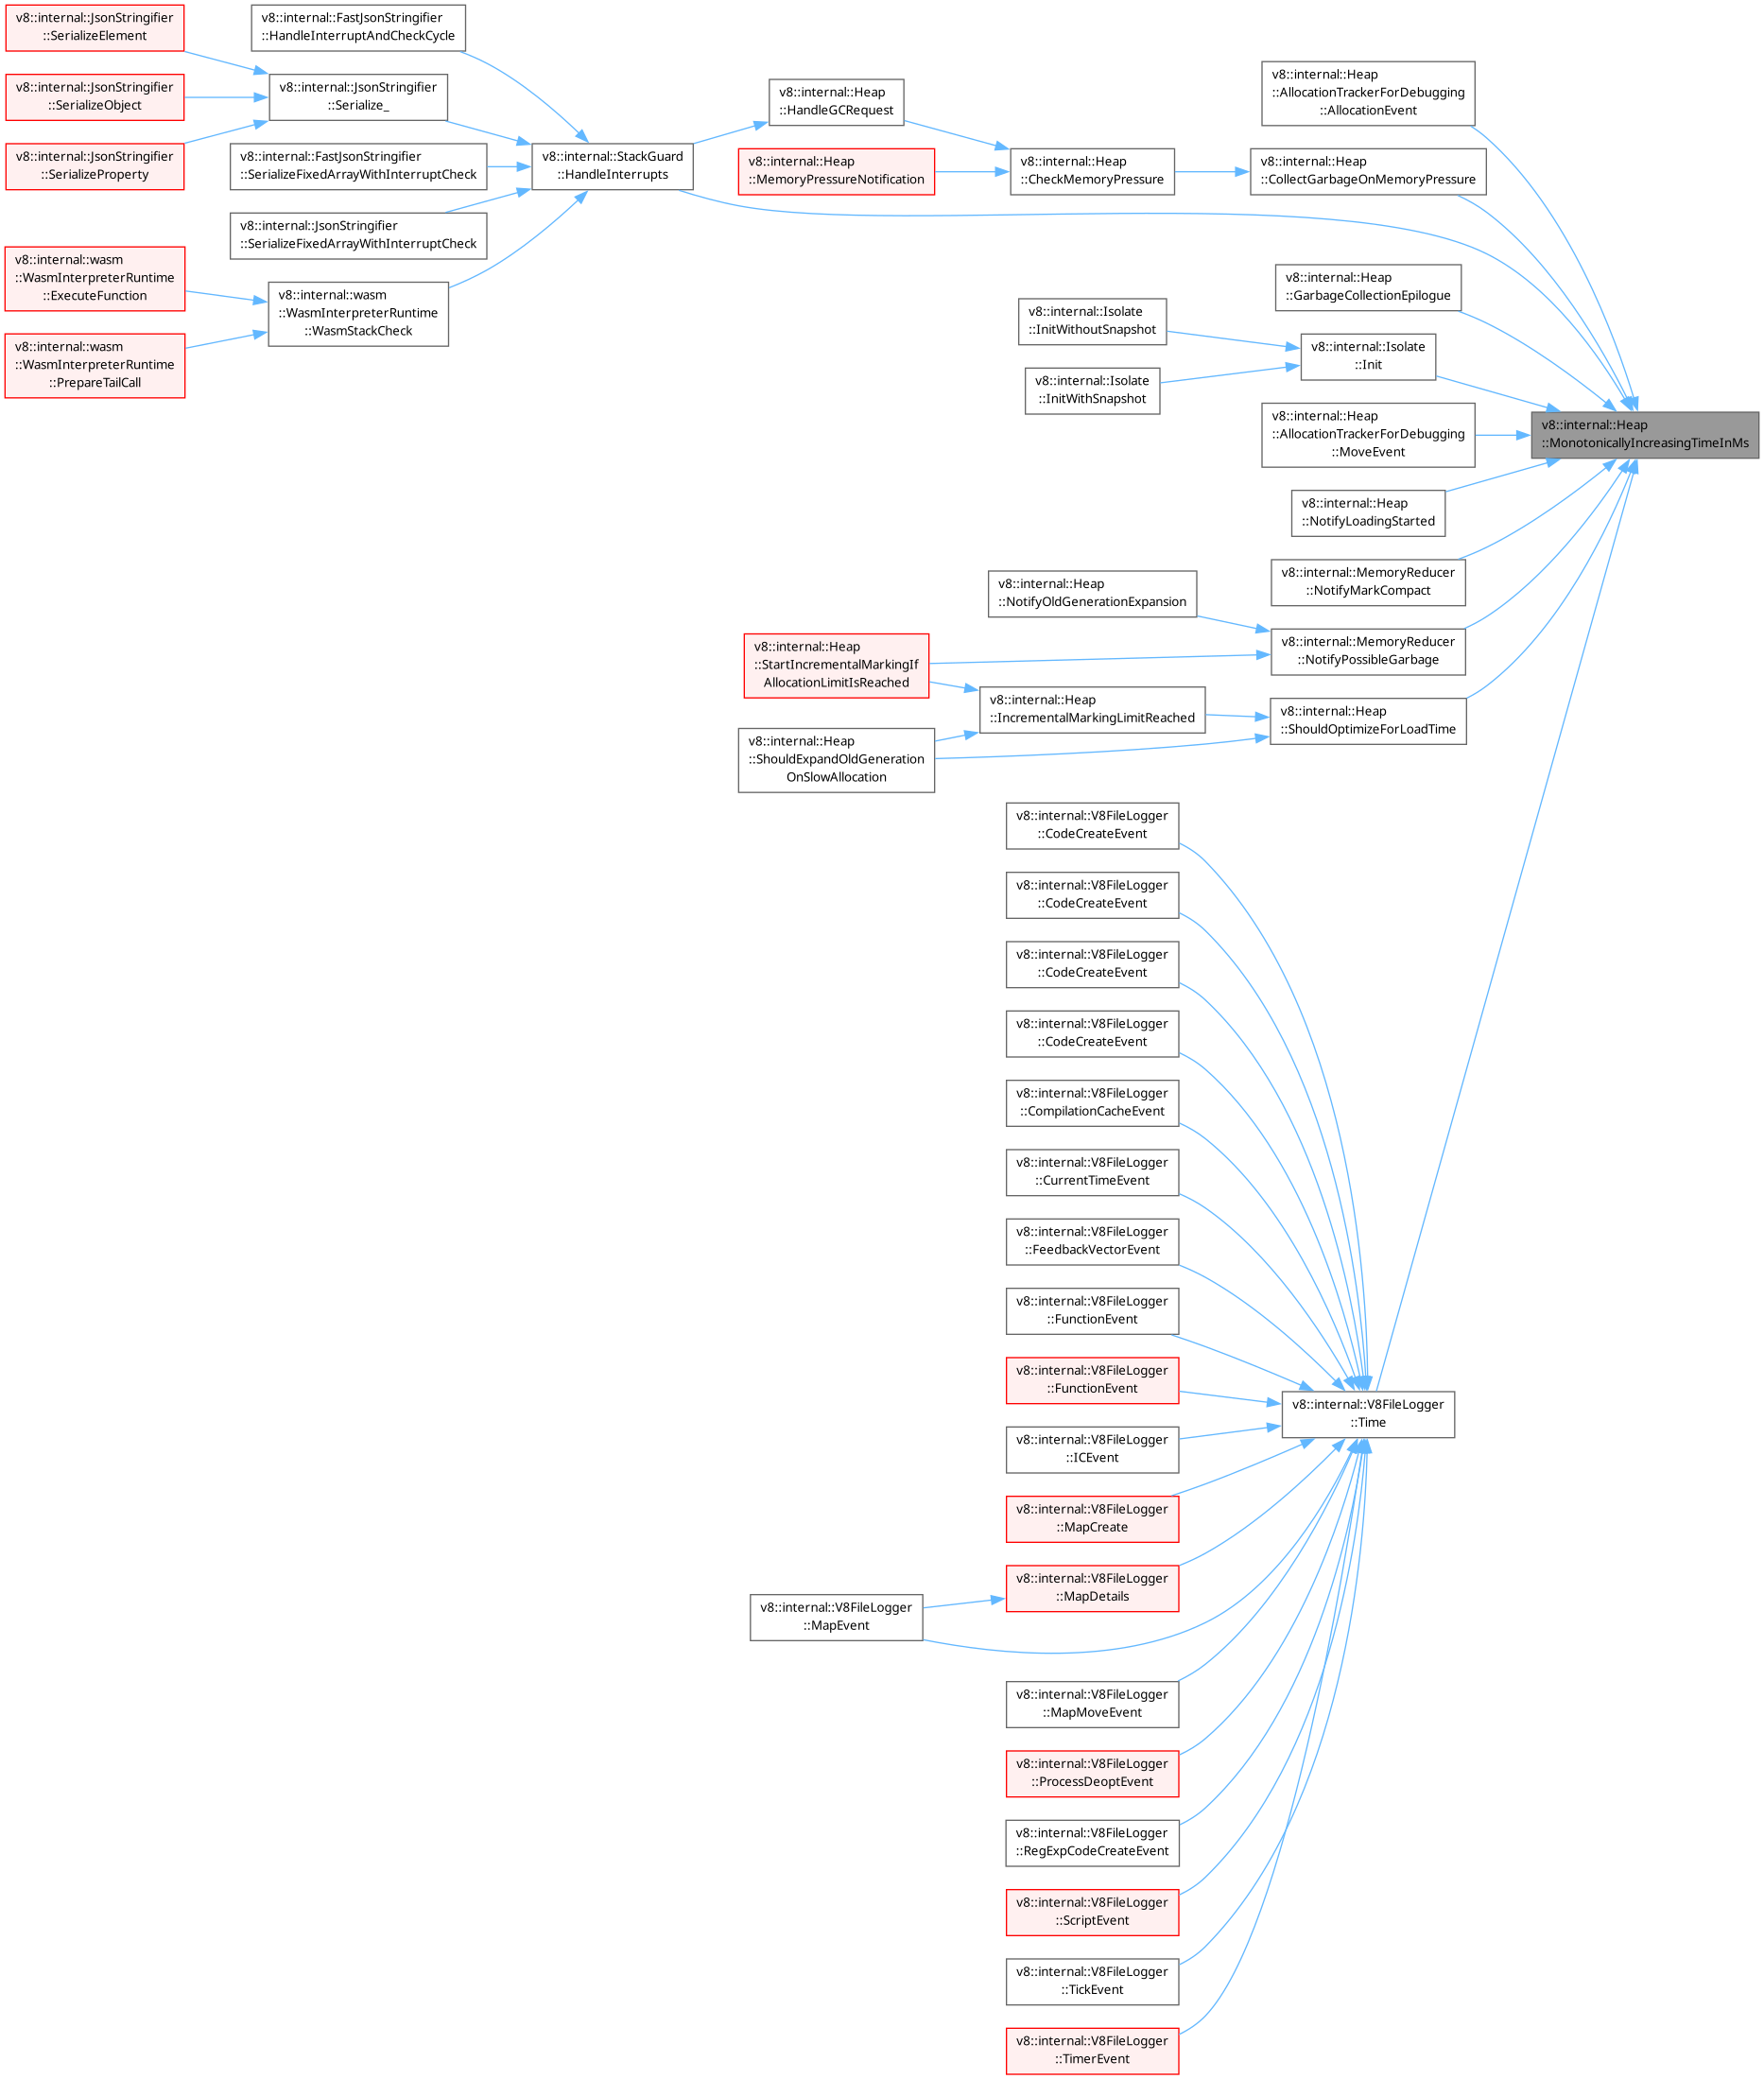 v8::internal::JsonStringifier
::SerializeElement
v8::internal::JsonStringifier
::SerializeObject
v8::internal::JsonStringifier
::SerializeProperty
v8::internal::wasm
::WasmInterpreterRuntime
::ExecuteFunction
v8::internal::wasm
::WasmInterpreterRuntime
::PrepareTailCall
v8::internal::FastJsonStringifier
::HandleInterruptAndCheckCycle
v8::internal::JsonStringifier
::Serialize_
v8::internal::FastJsonStringifier
::SerializeFixedArrayWithInterruptCheck
v8::internal::JsonStringifier
::SerializeFixedArrayWithInterruptCheck
v8::internal::wasm
::WasmInterpreterRuntime
::WasmStackCheck
v8::internal::StackGuard
::HandleInterrupts
v8::internal::Heap
::HandleGCRequest
v8::internal::Heap
::MemoryPressureNotification
v8::internal::Heap
::CheckMemoryPressure
v8::internal::Heap
::AllocationTrackerForDebugging
::AllocationEvent
v8::internal::Heap
::CollectGarbageOnMemoryPressure
v8::internal::Heap
::GarbageCollectionEpilogue
v8::internal::Isolate
::InitWithoutSnapshot
v8::internal::Isolate
::InitWithSnapshot
v8::internal::Isolate
::Init
v8::internal::Heap
::AllocationTrackerForDebugging
::MoveEvent
v8::internal::Heap
::MonotonicallyIncreasingTimeInMs
v8::internal::Heap
::NotifyLoadingStarted
v8::internal::MemoryReducer
::NotifyMarkCompact
v8::internal::Heap
::NotifyOldGenerationExpansion
v8::internal::MemoryReducer
::NotifyPossibleGarbage
v8::internal::Heap
::StartIncrementalMarkingIf
AllocationLimitIsReached
v8::internal::Heap
::IncrementalMarkingLimitReached
v8::internal::Heap
::ShouldOptimizeForLoadTime
v8::internal::Heap
::ShouldExpandOldGeneration
OnSlowAllocation
v8::internal::V8FileLogger
::CodeCreateEvent
v8::internal::V8FileLogger
::CodeCreateEvent
v8::internal::V8FileLogger
::CodeCreateEvent
v8::internal::V8FileLogger
::CodeCreateEvent
v8::internal::V8FileLogger
::CompilationCacheEvent
v8::internal::V8FileLogger
::CurrentTimeEvent
v8::internal::V8FileLogger
::FeedbackVectorEvent
v8::internal::V8FileLogger
::FunctionEvent
v8::internal::V8FileLogger
::FunctionEvent
v8::internal::V8FileLogger
::Time
v8::internal::V8FileLogger
::ICEvent
v8::internal::V8FileLogger
::MapCreate
v8::internal::V8FileLogger
::MapDetails
v8::internal::V8FileLogger
::MapEvent
v8::internal::V8FileLogger
::MapMoveEvent
v8::internal::V8FileLogger
::ProcessDeoptEvent
v8::internal::V8FileLogger
::RegExpCodeCreateEvent
v8::internal::V8FileLogger
::ScriptEvent
v8::internal::V8FileLogger
::TickEvent
v8::internal::V8FileLogger
::TimerEvent